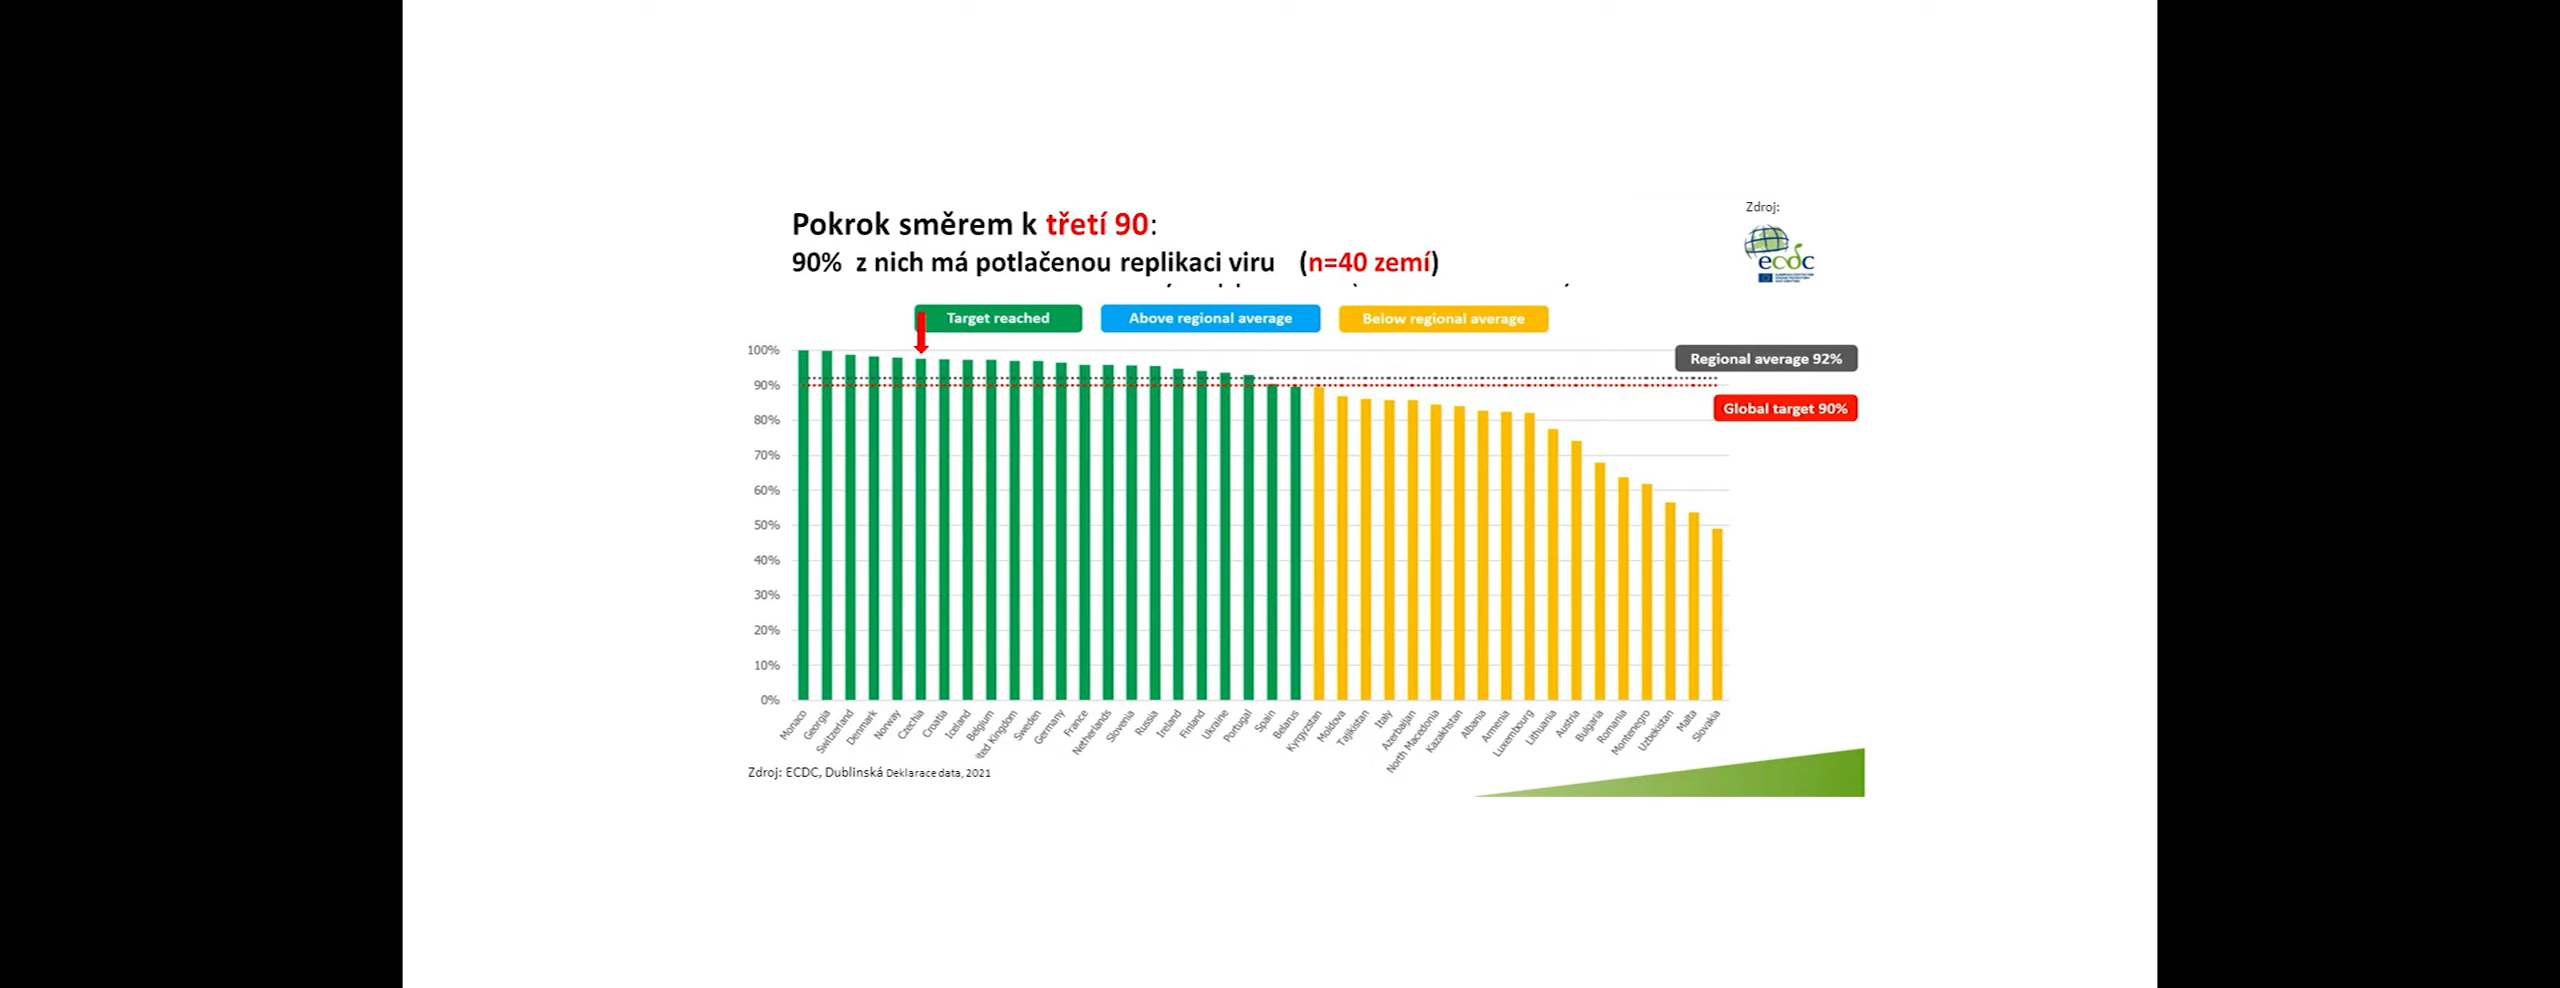 Pokrok směrem k třetí 90:
90% z nich má potlačenou replikaci viru (n=40 zemí)
Zdroj:
ecdc
Target reached
Above regional average
Below regional average
Regional average 92%
Global target 90%
100%
90%
80%
70%
60%
50%
40%
30%
20%
10%
0%
Monaco
Georgia
Switzerland
Denmark
Norway
Czechia
Croatia
Iceland
Belgium
ted Kingdom
Sweden
Germany
France
Netherlands
Slovenia
Russia
Ireland
Finland
Ukraine
Portugal
Spain
Belarus
Kyrgyzstan
Moldova
Tajikistan
Italy
Azerbaijan
North Macedonia
Kazakhstan
Albania
Armenia
Luxembourg
Lithuania
Austria
Bulgaria
Romania
Montenegro
Uzbekistan
Malta
Slovakia
Zdroj: ECDC, Dublinská Deklarace data, 2021